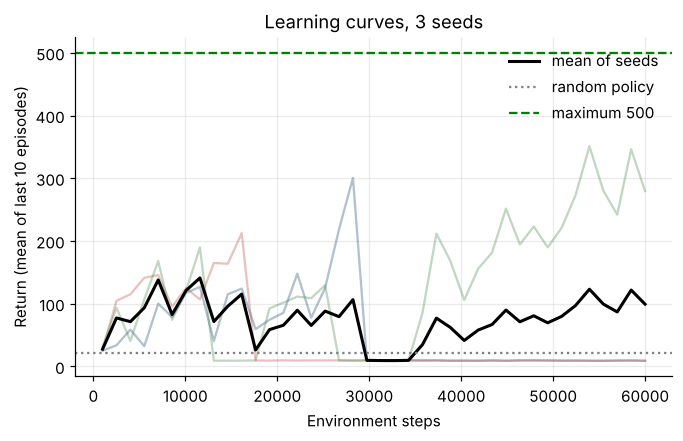 Learning curves, 3 seeds
Return (mean of last 10 episodes)
500
400
300
200
100
0
mean of seeds
random policy
maximum 500
0 10000 20000 30000 40000 50000 60000
Environment steps